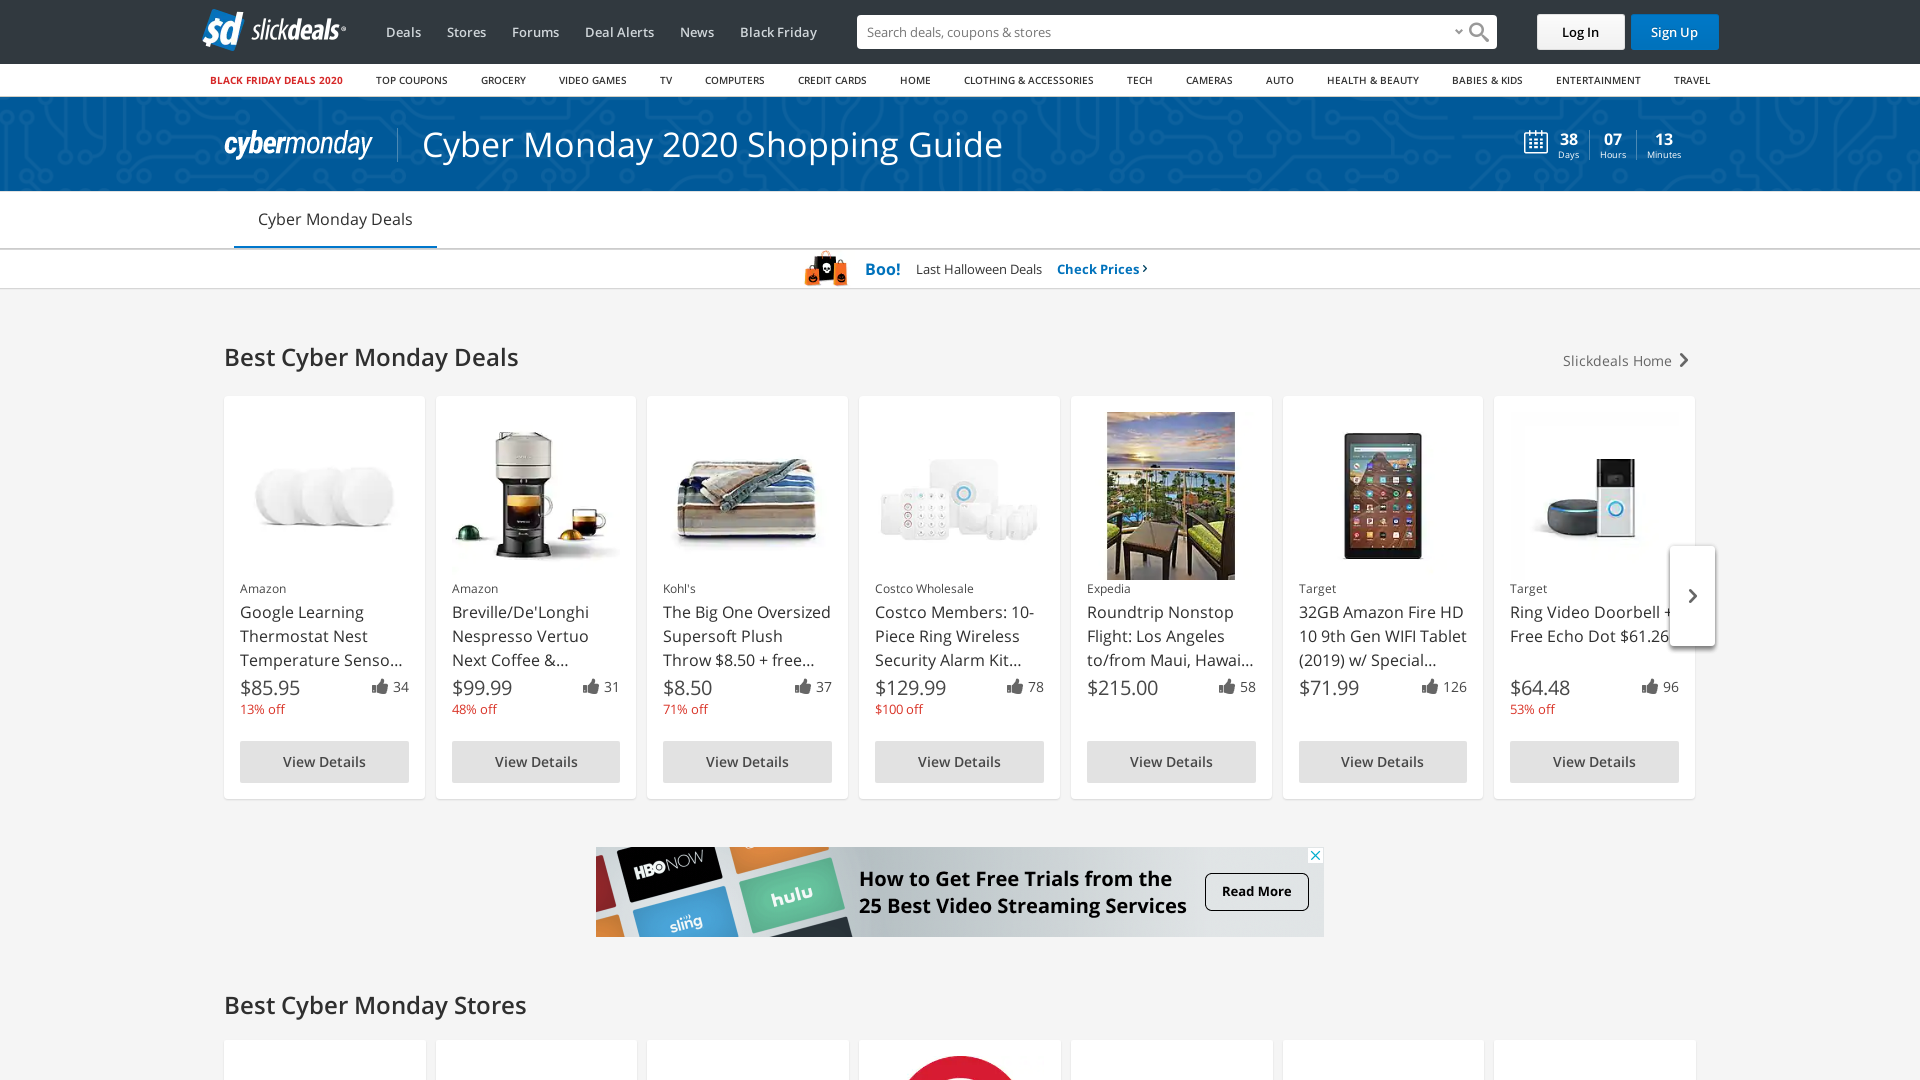 sd slickdeals
Deals
Stores
Forums
Deal Alerts
News
Black Friday
Search deals, coupons & stores
Log In
Sign Up
BLACK FRIDAY DEALS 2020
TOP COUPONS
GROCERY
VIDEO GAMES
TV
COMPUTERS
CREDIT CARDS
HOME
CLOTHING & ACCESSORIES
TECH
CAMERAS
AUTO
HEALTH & BEAUTY
BABIES & KIDS
ENTERTAINMENT
TRAVEL
cybermonday
Cyber Monday 2020 Shopping Guide
38
Days
07
Hours
13
Minutes
Cyber Monday Deals
Boo!
Last Halloween Deals
Check Prices
Best Cyber Monday Deals
Slickdeals Home
Amazon
Google Learning
Thermostat Nest
Temperature Senso...
$85.95
34
13% off
View Details
Amazon
Breville/De'Longhi
Nespresso Vertuo
Next Coffee &...
$99.99
31
48% off
View Details
Kohl's
The Big One Oversized
Supersoft Plush
Throw $8.50 + free...
$8.50
37
71% off
View Details
Costco Wholesale
Costco Members: 10-
Piece Ring Wireless
Security Alarm Kit...
$129.99
78
$100 off
View Details
Expedia
Roundtrip Nonstop
Flight: Los Angeles
to/from Maui, Hawai...
$215.00
58
View Details
Target
32GB Amazon Fire HD
10 9th Gen WIFI Tablet
(2019) w/ Special...
$71.99
126
View Details
Target
Ring Video Doorbell +
Free Echo Dot $61.26
$64.48
96
53% off
View Details
HBO NOW
hulu
sling
How to Get Free Trials from the
25 Best Video Streaming Services
Read More
Best Cyber Monday Stores